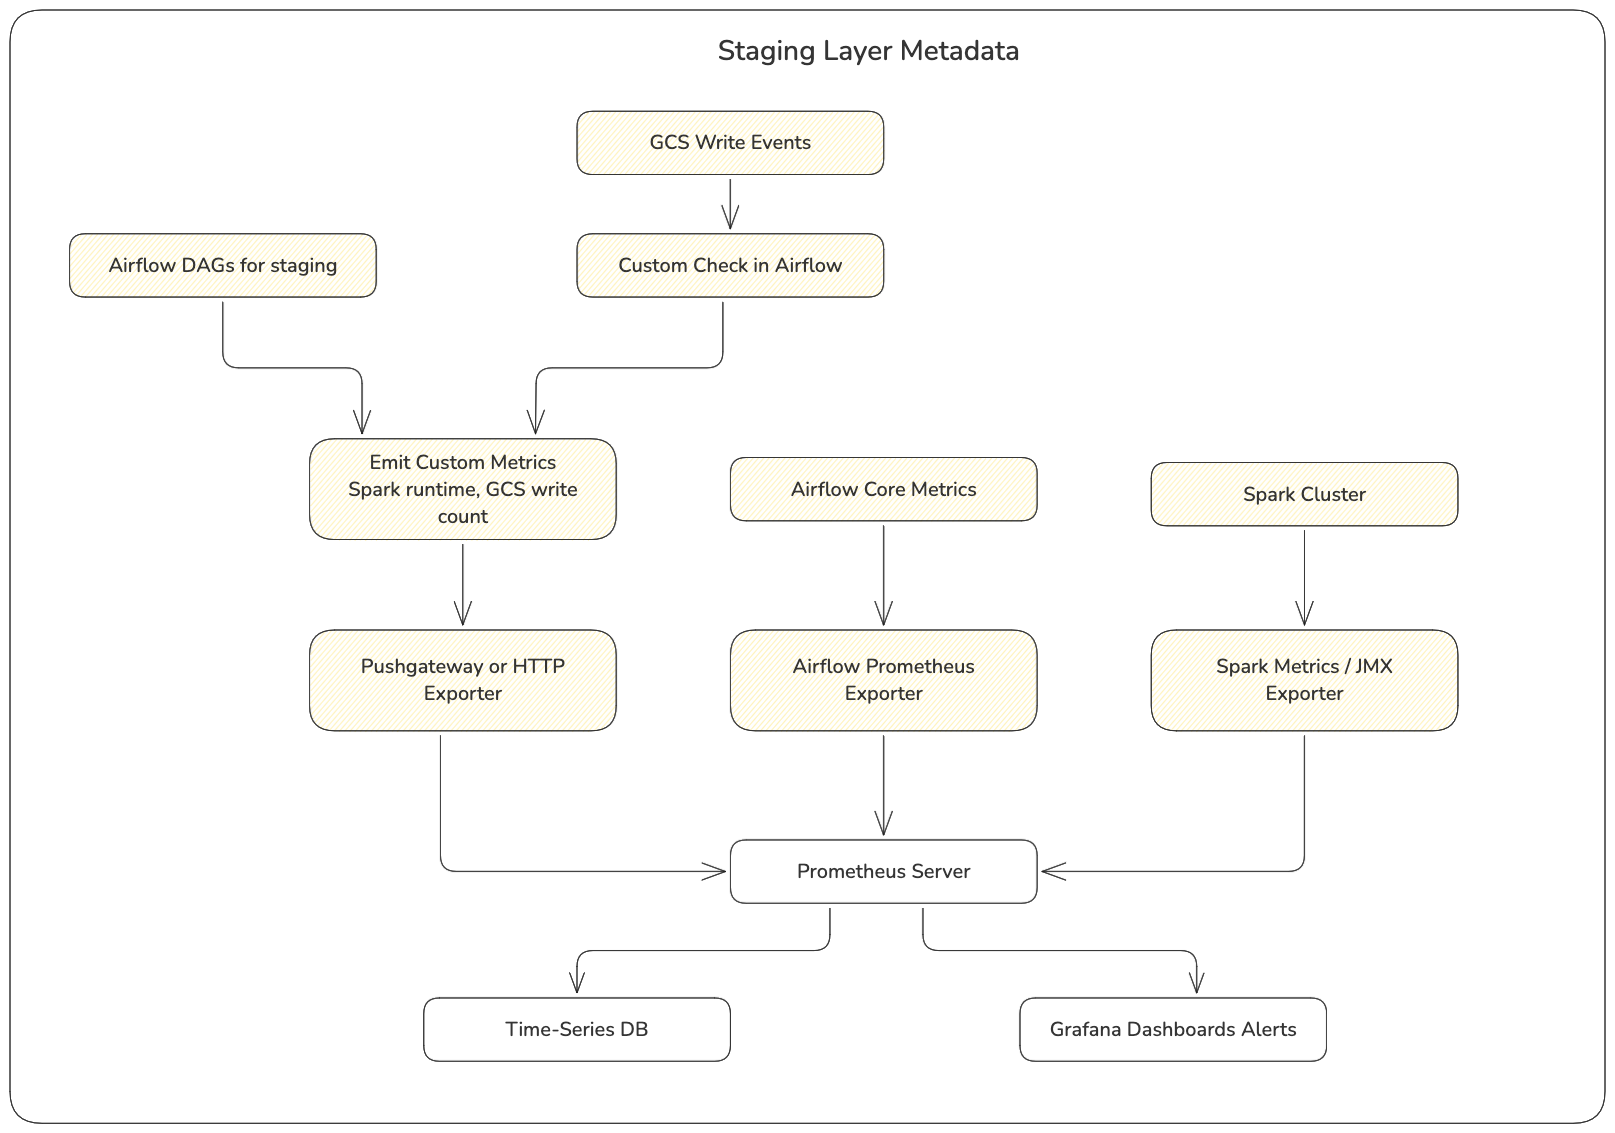 Staging Layer Metadata
GCS Write Events
Airflow DAGs for staging
Custom Check in Airflow
Emit Custom Metrics
Spark runtime, GCS write
count
Airflow Core Metrics
Spark Cluster
Pushgateway or HTTP
Exporter
Airflow Prometheus
Exporter
Spark Metrics / JMX
Exporter
Prometheus Server
Time-Series DB
Grafana Dashboards Alerts